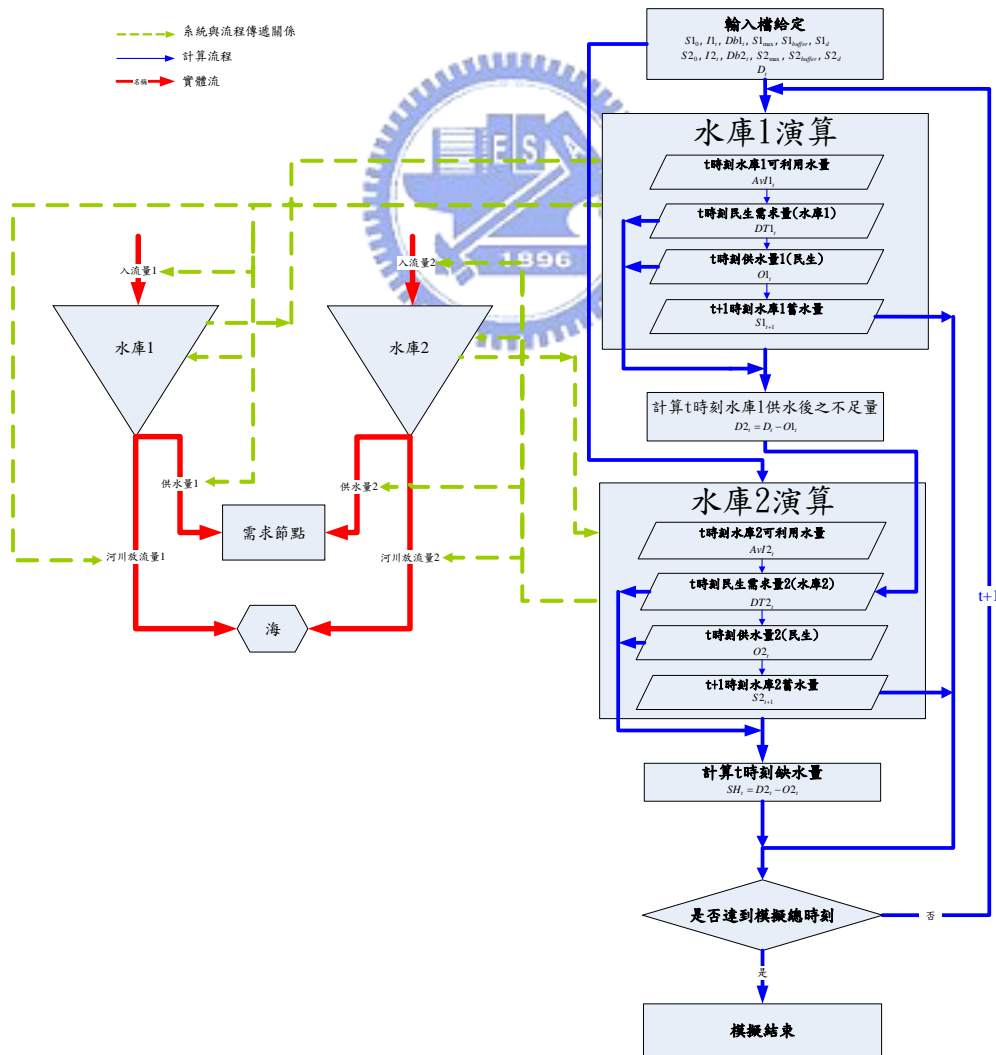 系統與流程傳遞關係
計算流程
名稱
實體流
輸入檔給定
S1₀, I1ₜ, Db1ₜ, S1ₘₐₓ, S1_buffer, S1_d
S2₀, I2ₜ, Db2ₜ, S2ₘₐₓ, S2_buffer, S2_d
Dₜ
水庫1演算
t時刻水庫1可利用水量
AvI1ₜ
t時刻民生需求量(水庫1)
DT1ₜ
t時刻供水量1(民生)
O1ₜ
t+1時刻水庫1蓄水量
S1ₜ₊₁
計算t時刻水庫1供水後之不足量
D2ₜ = Dₜ − O1ₜ
水庫2演算
t時刻水庫2可利用水量
AvI2ₜ
t時刻民生需求量2(水庫2)
DT2ₜ
t時刻供水量2(民生)
O2ₜ
t+1時刻水庫2蓄水量
S2ₜ₊₁
計算t時刻缺水量
SHₜ = D2ₜ − O2ₜ
是否達到模擬總時刻
否
t+1
是
模擬結束
入流量1
入流量2
水庫1
水庫2
供水量1
供水量2
需求節點
河川放流量1
河川放流量2
海
E S A
1896